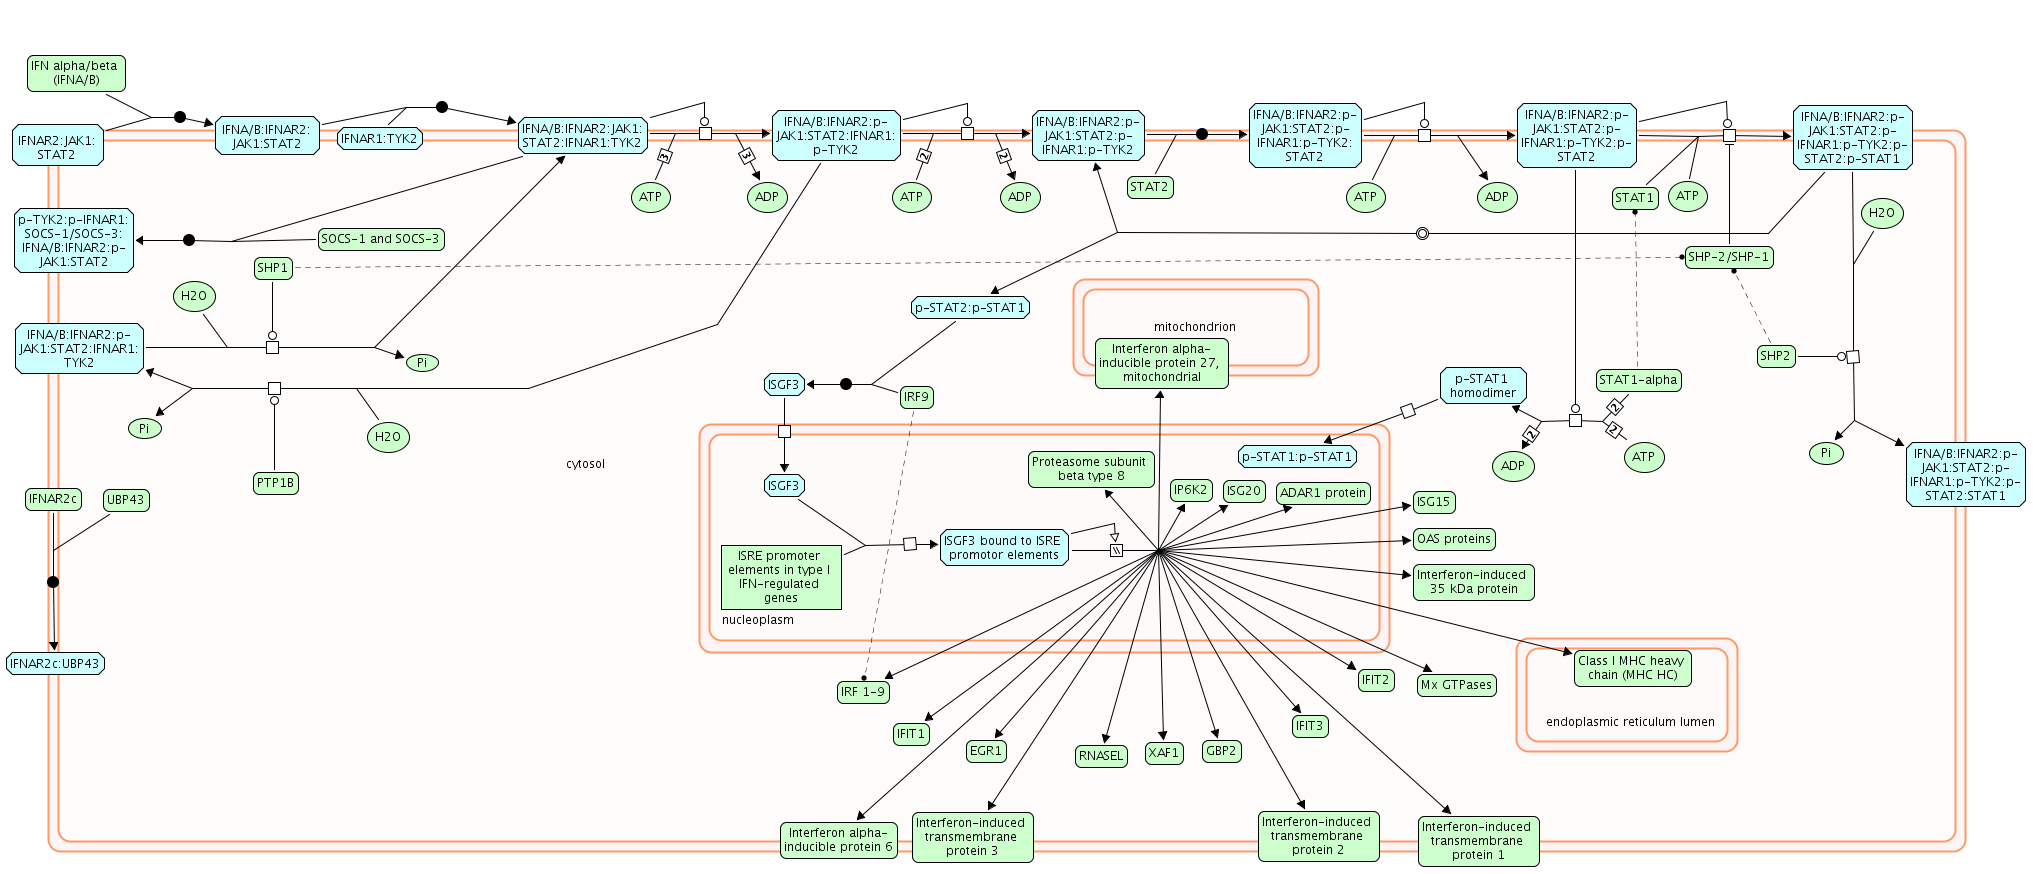 IFN alpha/beta
(IFNA/B)
IFNAR2:JAK1:
STAT2
IFNA/B:IFNAR2:
JAK1:STAT2
IFNAR1:TYK2
IFNA/B:IFNAR2:JAK1:
STAT2:IFNAR1:TYK2
IFNA/B:IFNAR2:p-
JAK1:STAT2:IFNAR1:
p-TYK2
IFNA/B:IFNAR2:p-
JAK1:STAT2:p-
IFNAR1:p-TYK2
IFNA/B:IFNAR2:p-
JAK1:STAT2:p-
IFNAR1:p-TYK2:
STAT2
IFNA/B:IFNAR2:p-
JAK1:STAT2:p-
IFNAR1:p-TYK2:p-
STAT2
IFNA/B:IFNAR2:p-
JAK1:STAT2:p-
IFNAR1:p-TYK2:p-
STAT2:p-STAT1
3
3
2
2
ATP
ADP
ATP
ADP
STAT2
ATP
ADP
STAT1
ATP
H2O
p-TYK2:p-IFNAR1:
SOCS-1/SOCS-3:
IFNA/B:IFNAR2:p-
JAK1:STAT2
SOCS-1 and SOCS-3
SHP1
SHP-2/SHP-1
H2O
p-STAT2:p-STAT1
mitochondrion
IFNA/B:IFNAR2:p-
JAK1:STAT2:IFNAR1:
TYK2
Pi
Interferon alpha-
inducible protein 27,
mitochondrial
SHP2
ISGF3
IRF9
p-STAT1
homodimer
STAT1-alpha
2
2
2
Pi
H2O
PTP1B
cytosol
p-STAT1:p-STAT1
ADP
ATP
Pi
IFNA/B:IFNAR2:p-
JAK1:STAT2:p-
IFNAR1:p-TYK2:p-
STAT2:STAT1
IFNAR2c
UBP43
ISGF3
Proteasome subunit
beta type 8
IP6K2
ISG20
ADAR1 protein
ISG15
OAS proteins
Interferon-induced
35 kDa protein
ISRE promoter
elements in type I
IFN-regulated
genes
ISGF3 bound to ISRE
promotor elements
\\
nucleoplasm
IFNAR2c:UBP43
IRF 1-9
IFIT2
Mx GTPases
Class I MHC heavy
chain (MHC HC)
endoplasmic reticulum lumen
IFIT1
EGR1
RNASEL
XAF1
GBP2
IFIT3
Interferon alpha-
inducible protein 6
Interferon-induced
transmembrane
protein 3
Interferon-induced
transmembrane
protein 2
Interferon-induced
transmembrane
protein 1